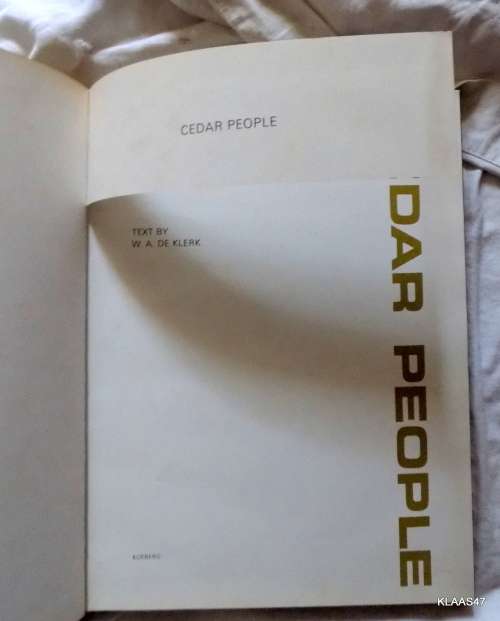 CEDAR PEOPLE
TEXT BY
W. A. DE KLERK
DAR PEOPLE
KLAAS47